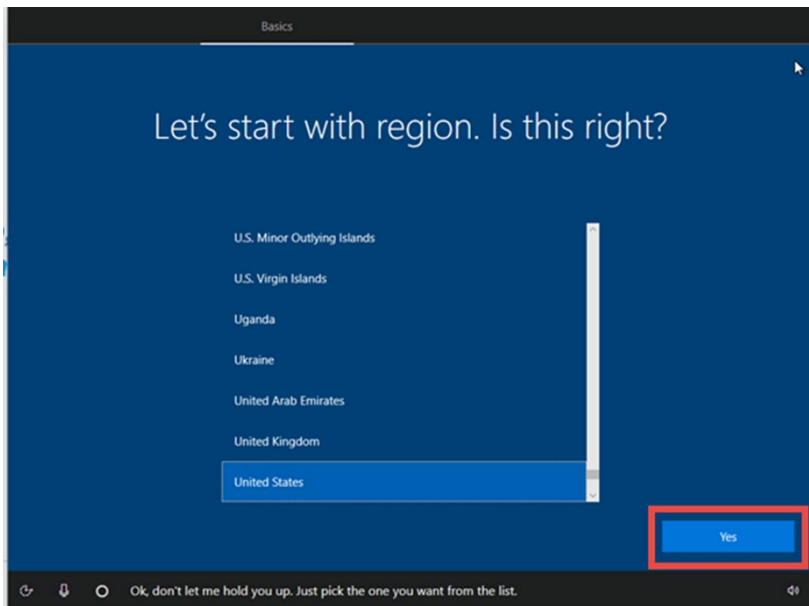 Basics
Let's start with region. Is this right?
U.S. Minor Outlying Islands
U.S. Virgin Islands
Uganda
Ukraine
United Arab Emirates
United Kingdom
United States
Yes
Ok, don't let me hold you up. Just pick the one you want from the list.